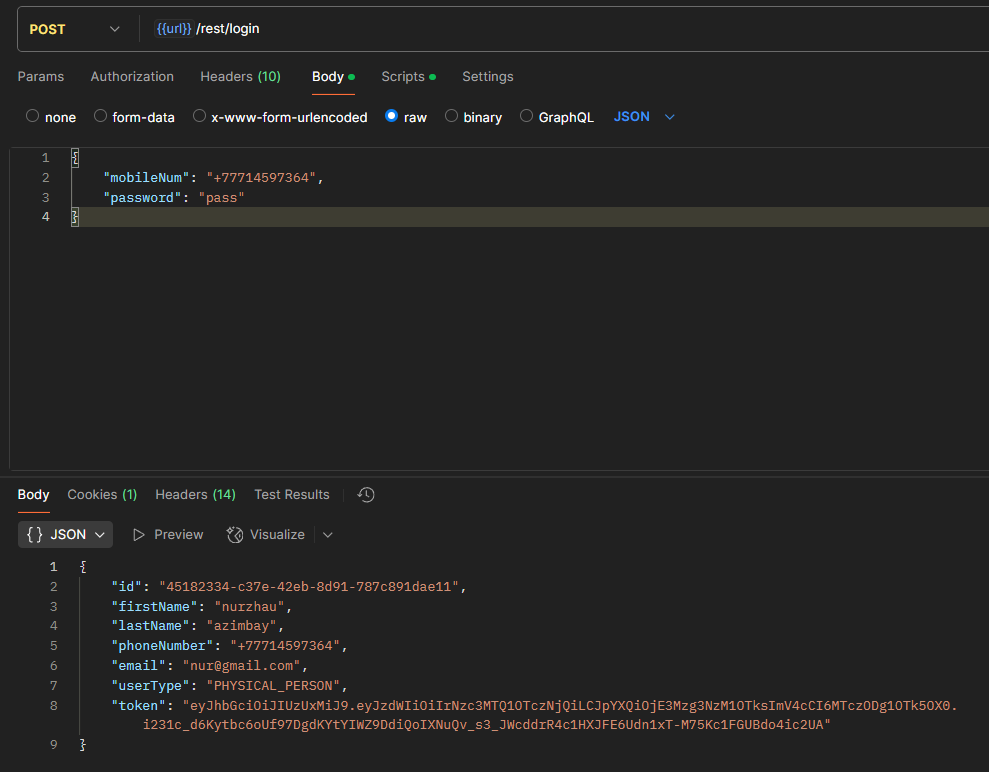 POST {{url}} /rest/login
Params Authorization Headers (10) Body Scripts Settings
none form-data x-www-form-urlencoded raw binary GraphQL JSON
1 {
2 "mobileNum": "+77714597364",
3 "password": "pass"
4 }
Body Cookies (1) Headers (14) Test Results
{} JSON Preview Visualize
1 {
2 "id": "45182334-c37e-42eb-8d91-787c891dae11",
3 "firstName": "nurzhau",
4 "lastName": "azimbay",
5 "phoneNumber": "+77714597364",
6 "email": "nur@gmail.com",
7 "userType": "PHYSICAL_PERSON",
8 "token": "eyJhbGciOiJIUzUxMiJ9.eyJzdWIiOiIrNzc3MTQ1OTczNjQiLCJpYXQiOjE3Mzg3NzM1OTksImV4cCI6MTczODg1OTk5OX0.
i231c_d6Kytbc6oUf97DgdKYtYIWZ9DdiQoIXNuQv_s3_JWcddrR4c1HXJFE6Udn1xT-M75Kc1FGUBdo4ic2UA"
9 }